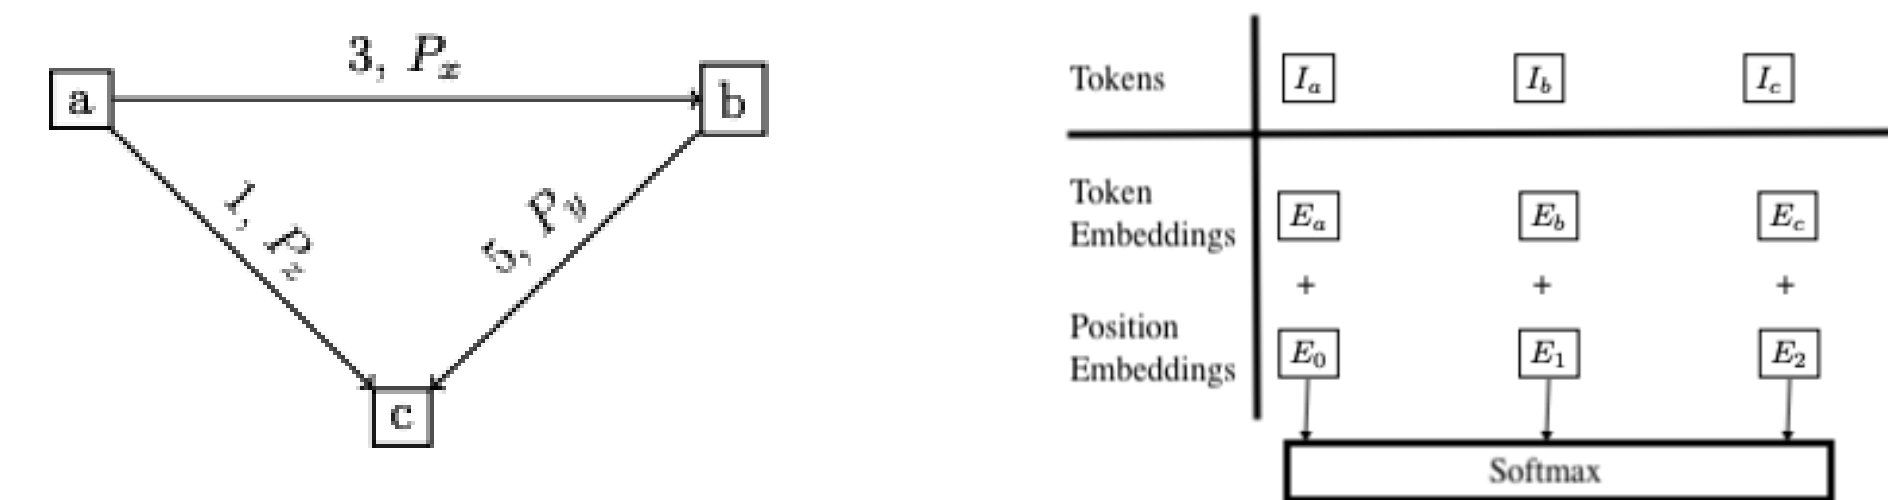 3, P_x
a
b
1, P_z
5, P_y
c
Tokens I_a I_b I_c
Token
Embeddings E_a E_b E_c
+ + +
Position
Embeddings E_0 E_1 E_2
Softmax